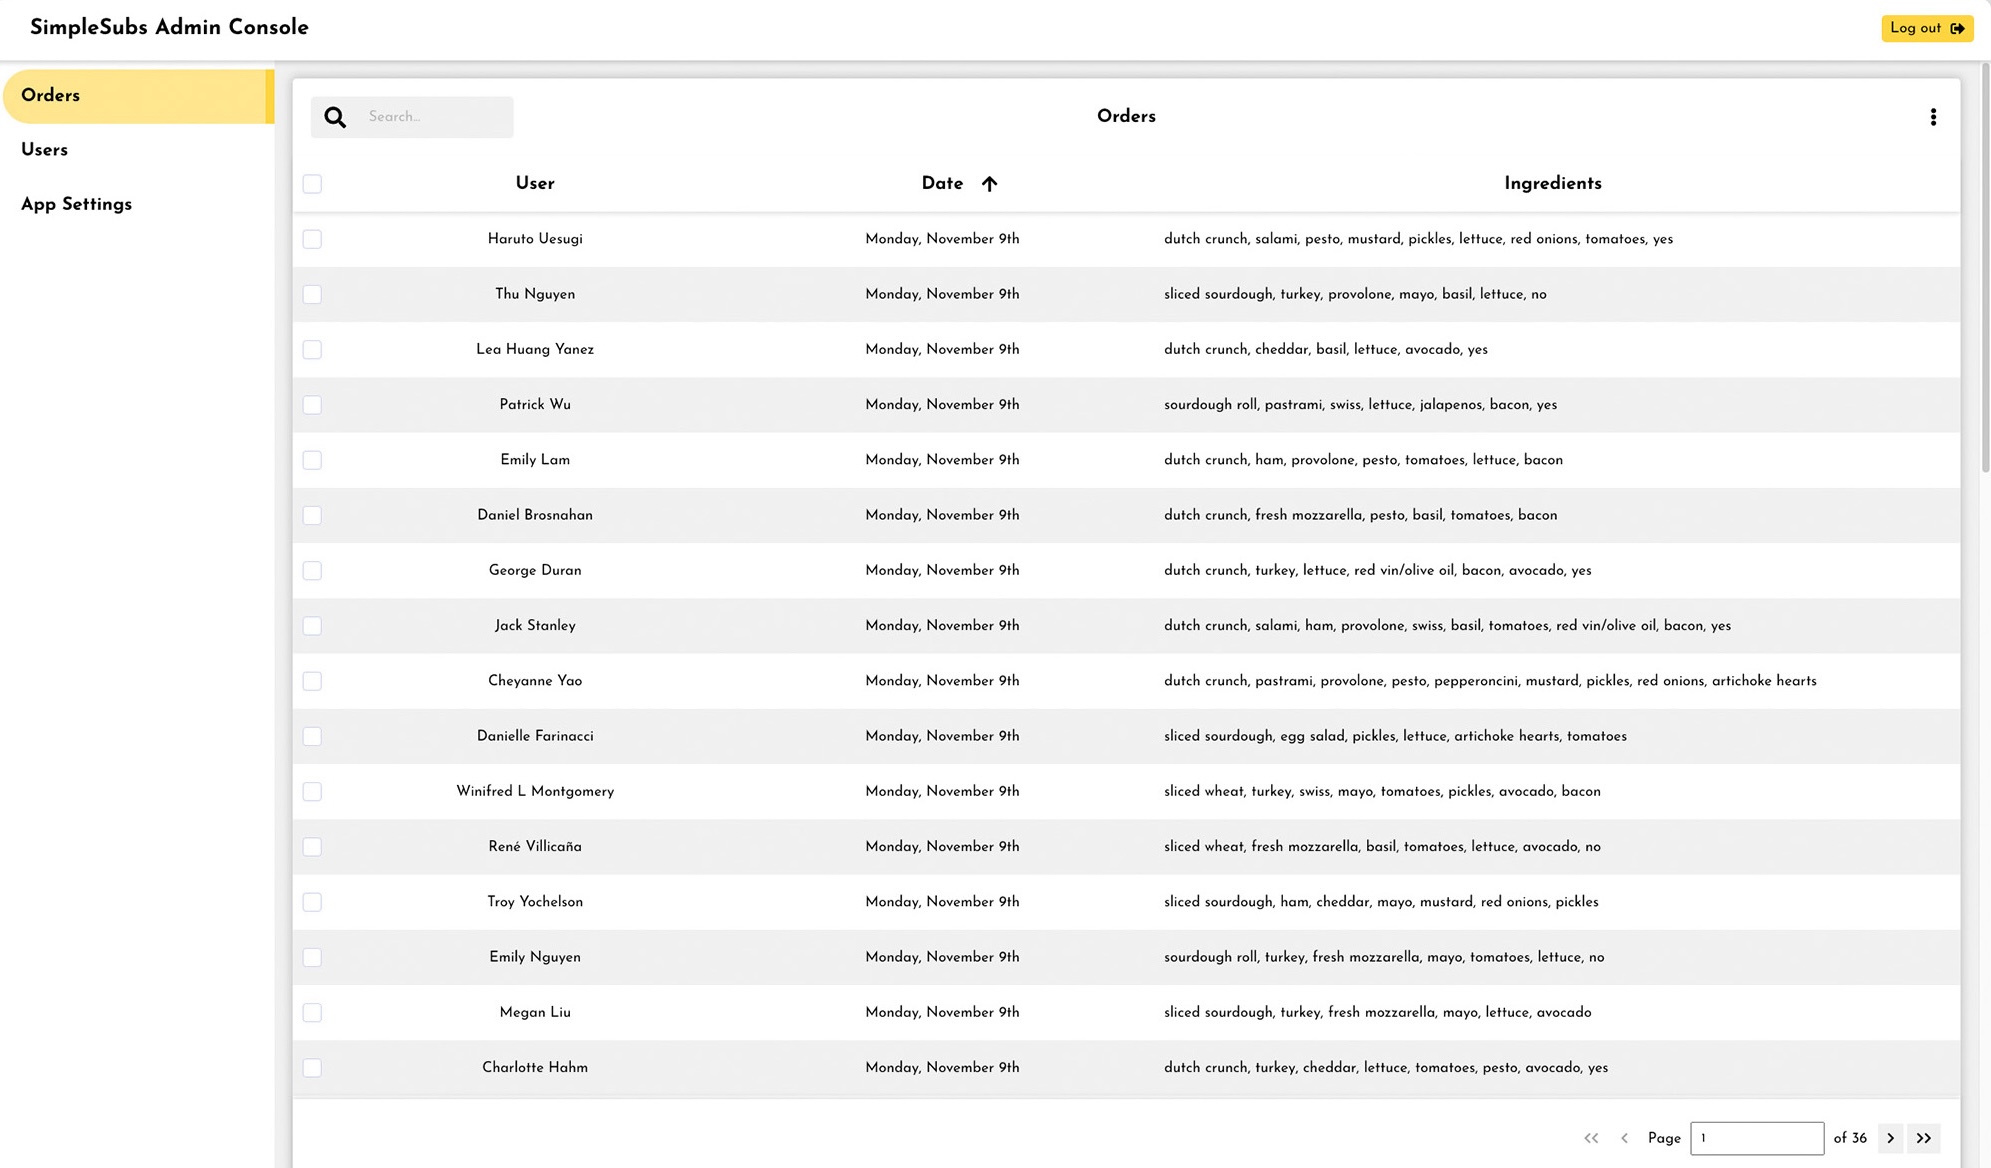 SimpleSubs Admin Console
Log out
Orders
Users
App Settings
Search...
Orders
User Date Ingredients
Haruto Uesugi Monday, November 9th dutch crunch, salami, pesto, mustard, pickles, lettuce, red onions, tomatoes, yes
Thu Nguyen Monday, November 9th sliced sourdough, turkey, provolone, mayo, basil, lettuce, no
Lea Huang Yanez Monday, November 9th dutch crunch, cheddar, basil, lettuce, avocado, yes
Patrick Wu Monday, November 9th sourdough roll, pastrami, swiss, lettuce, jalapenos, bacon, yes
Emily Lam Monday, November 9th dutch crunch, ham, provolone, pesto, tomatoes, lettuce, bacon
Daniel Brosnahan Monday, November 9th dutch crunch, fresh mozzarella, pesto, basil, tomatoes, bacon
George Duran Monday, November 9th dutch crunch, turkey, lettuce, red vin/olive oil, bacon, avocado, yes
Jack Stanley Monday, November 9th dutch crunch, salami, ham, provolone, swiss, basil, tomatoes, red vin/olive oil, bacon, yes
Cheyanne Yao Monday, November 9th dutch crunch, pastrami, provolone, pesto, pepperoncini, mustard, pickles, red onions, artichoke hearts
Danielle Farinacci Monday, November 9th sliced sourdough, egg salad, pickles, lettuce, artichoke hearts, tomatoes
Winifred L Montgomery Monday, November 9th sliced wheat, turkey, swiss, mayo, tomatoes, pickles, avocado, bacon
René Villicaña Monday, November 9th sliced wheat, fresh mozzarella, basil, tomatoes, lettuce, avocado, no
Troy Yochelson Monday, November 9th sliced sourdough, ham, cheddar, mayo, mustard, red onions, pickles
Emily Nguyen Monday, November 9th sourdough roll, turkey, fresh mozzarella, mayo, tomatoes, lettuce, no
Megan Liu Monday, November 9th sliced sourdough, turkey, fresh mozzarella, mayo, lettuce, avocado
Charlotte Hahm Monday, November 9th dutch crunch, turkey, cheddar, lettuce, tomatoes, pesto, avocado, yes
<< < Page 1 of 36 > >>